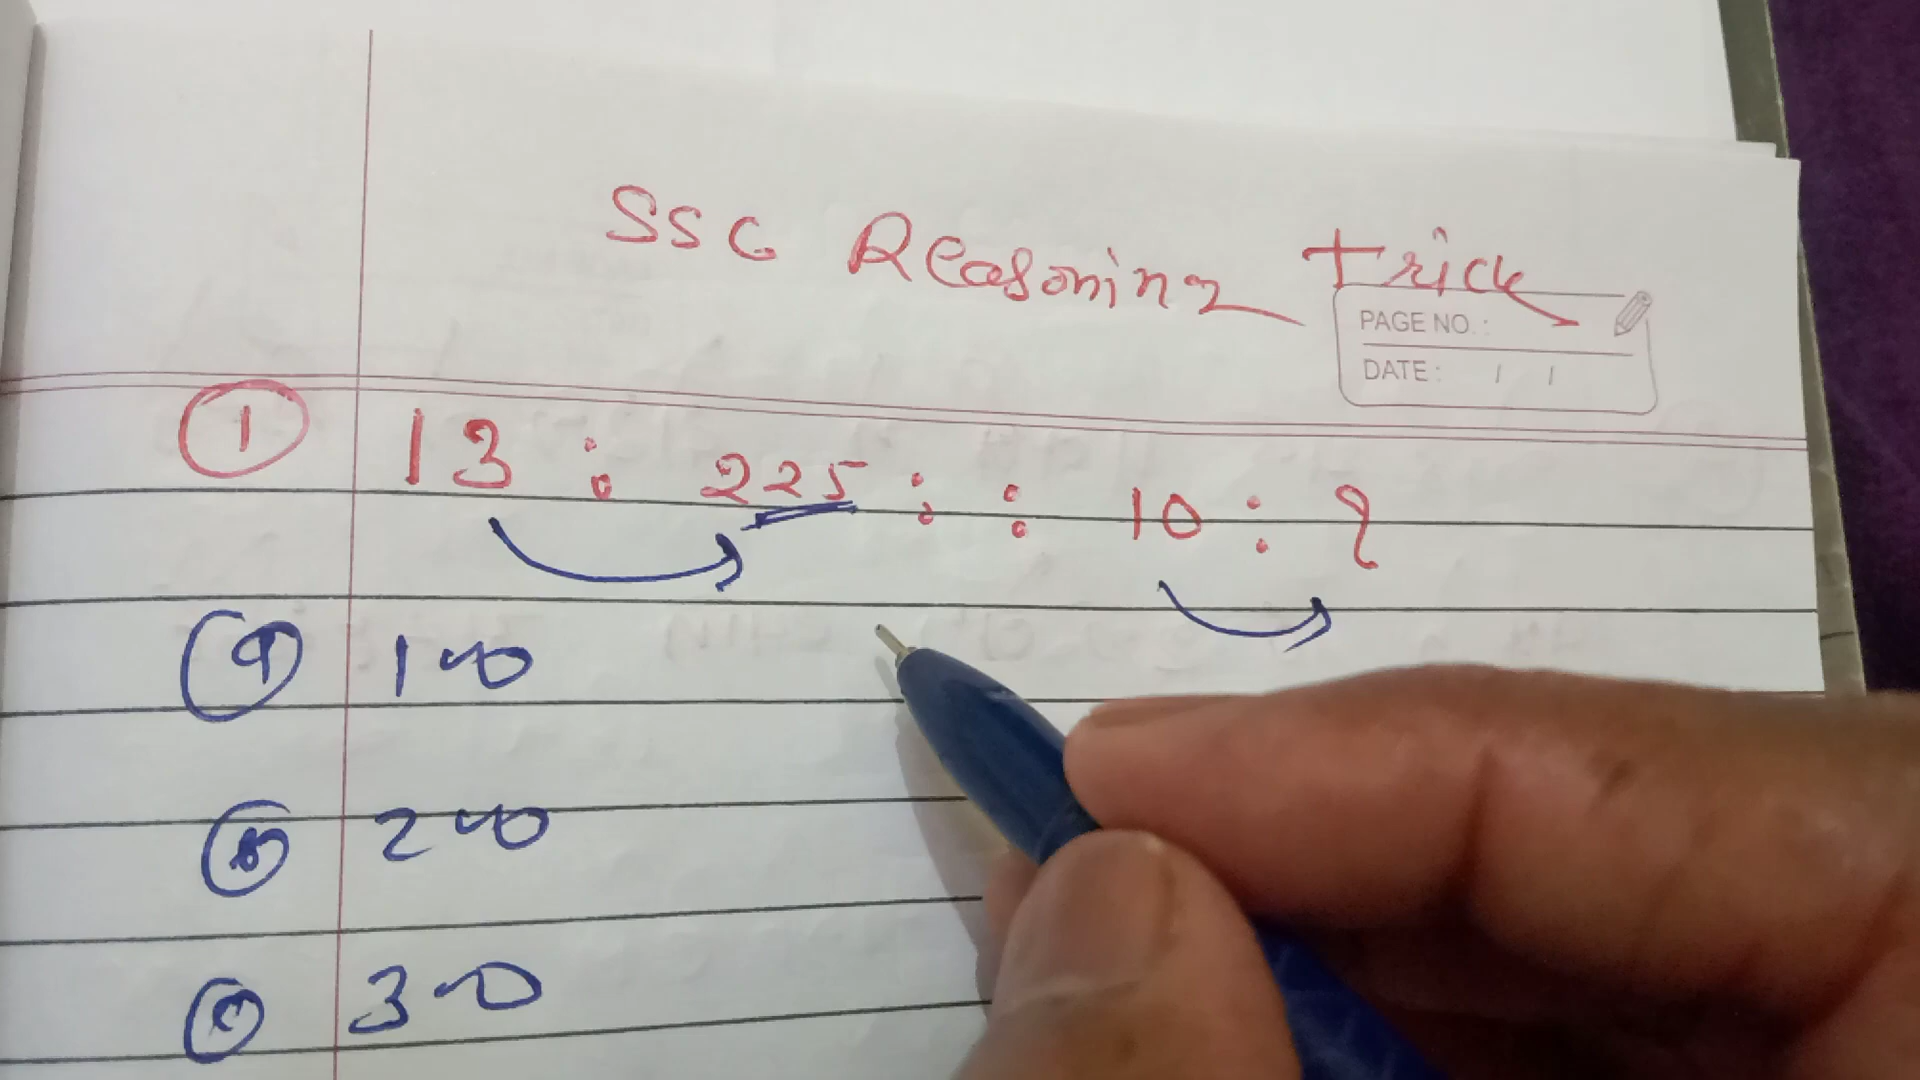 SSC Reasoning Trick
PAGE NO.:
DATE: / /
① 13 : 225 : : 10 : ?
100
200
300